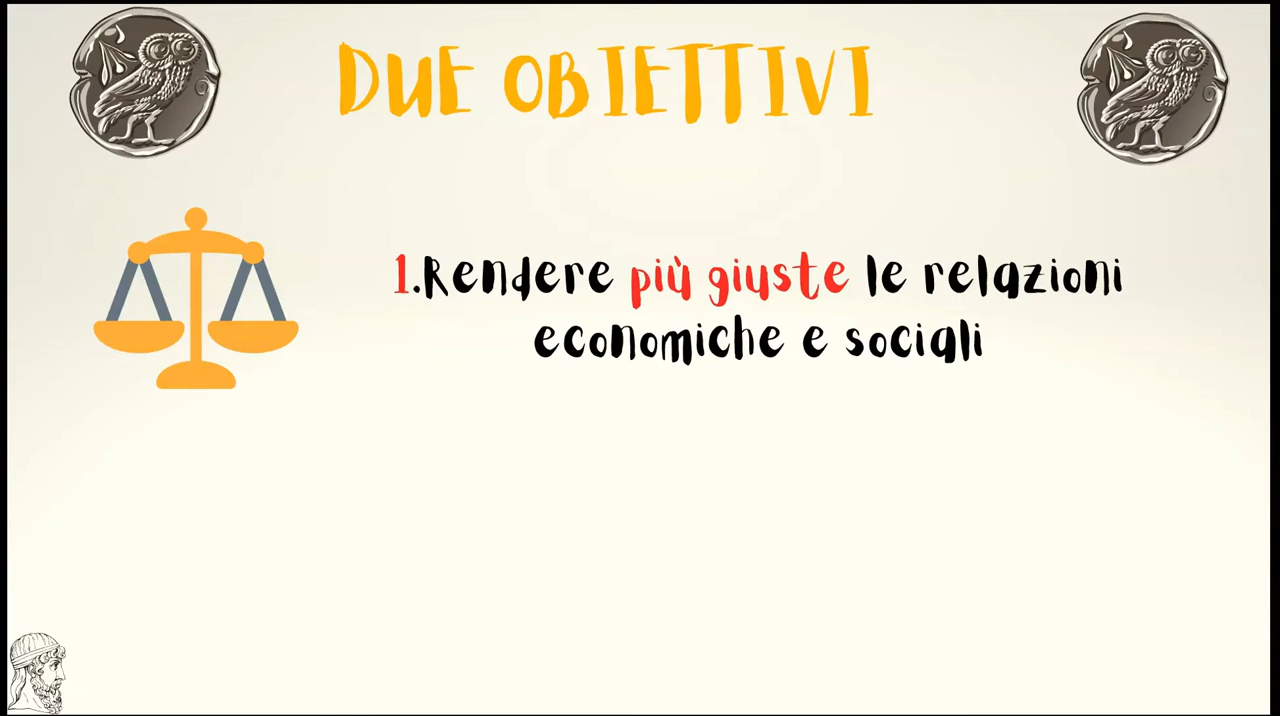 DUE OBIETTIVI
1.Rendere più giuste le relazioni
economiche e sociali